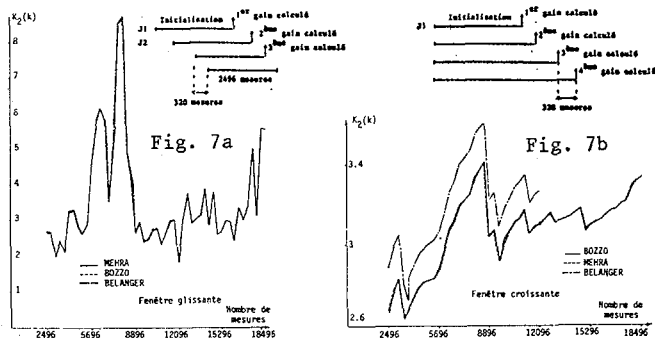 K₂(k)
8
7
6
5
4
3
2
1
J1
J2
Initialisation
1er gain calculé
2ème gain calculé
3ème gain calculé
2496 mesures
320 mesures
Fig. 7a
MEHRA
BOZZO
BELANGER
Fenêtre glissante
Nombre de mesures
2496 5696 8896 12096 15296 18495
J1
Initialisation
1er gain calculé
2ème gain calculé
3ème gain calculé
4ème gain calculé
mesures
K₂(k)
Fig. 7b
3.4
3
2.6
BOZZO
MEHRA
BELANGER
Fenêtre croissante
Nombre de mesures
2496 5696 8896 12096 15296 18496